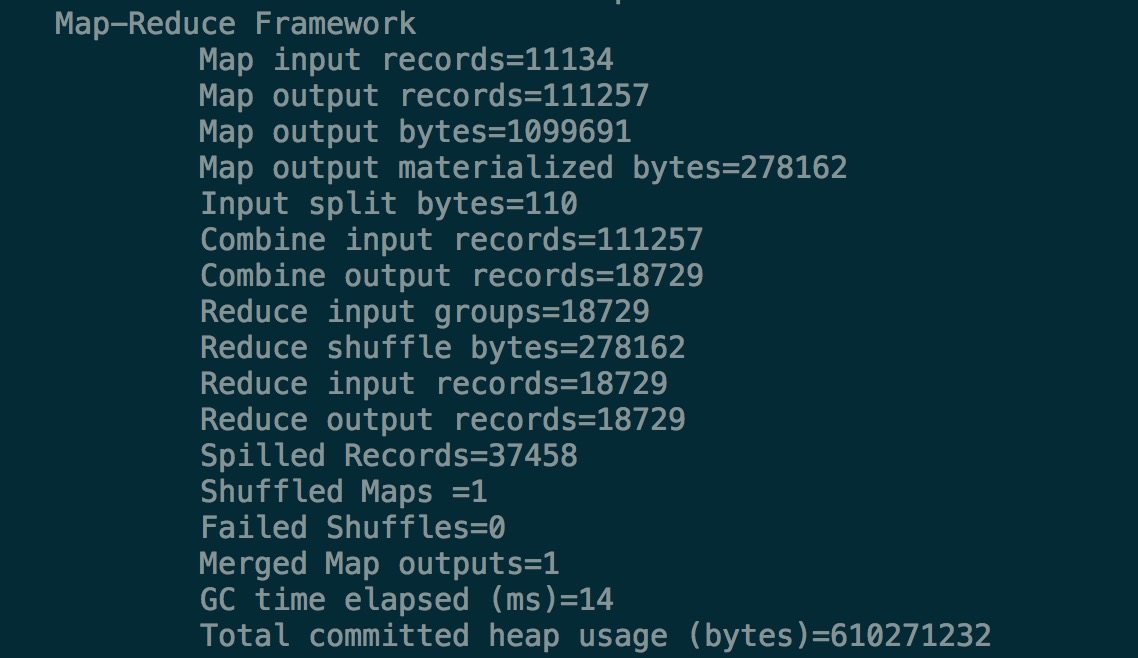 Map-Reduce Framework
Map input records=11134
Map output records=111257
Map output bytes=1099691
Map output materialized bytes=278162
Input split bytes=110
Combine input records=111257
Combine output records=18729
Reduce input groups=18729
Reduce shuffle bytes=278162
Reduce input records=18729
Reduce output records=18729
Spilled Records=37458
Shuffled Maps =1
Failed Shuffles=0
Merged Map outputs=1
GC time elapsed (ms)=14
Total committed heap usage (bytes)=610271232